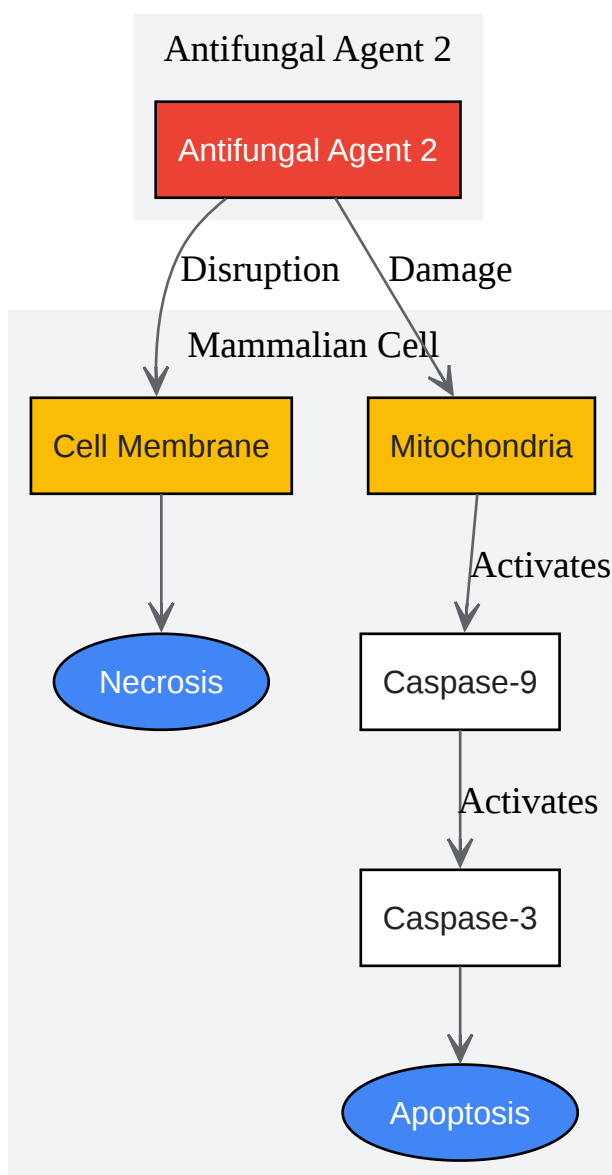 Antifungal Agent 2
Antifungal Agent 2
Disruption
Damage
Mammalian Cell
Cell Membrane
Mitochondria
Activates
Necrosis
Caspase-9
Activates
Caspase-3
Apoptosis